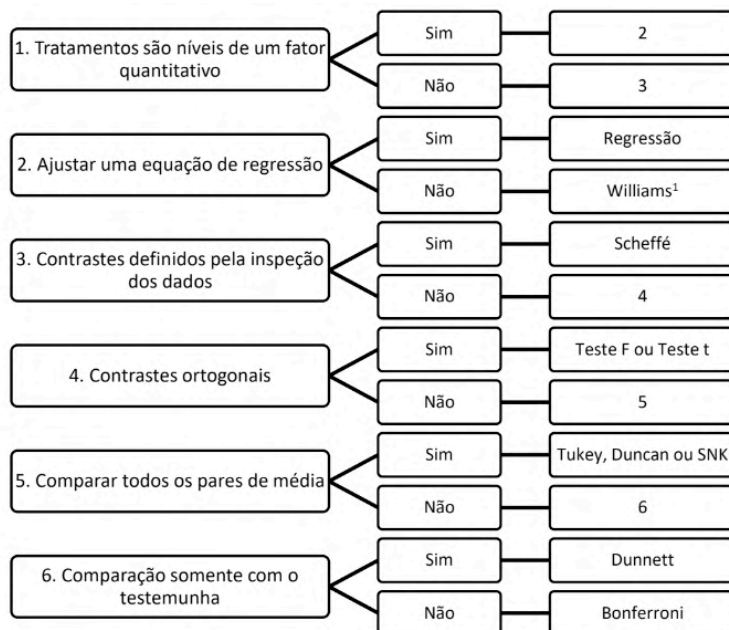 1. Tratamentos são níveis de um fator
quantitativo
Sim
2
Não
3
2. Ajustar uma equação de regressão
Sim
Regressão
Não
Williams¹
3. Contrastes definidos pela inspeção
dos dados
Sim
Scheffé
Não
4
4. Contrastes ortogonais
Sim
Teste F ou Teste t
Não
5
5. Comparar todos os pares de média
Sim
Tukey, Duncan ou SNK
Não
6
6. Comparação somente com o
testemunha
Sim
Dunnett
Não
Bonferroni